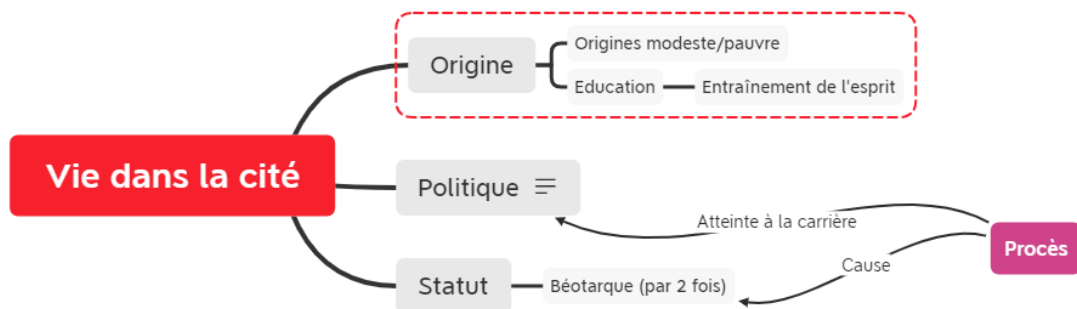 Vie dans la cité
Origine
Origines modeste/pauvre
Education
Entraînement de l'esprit
Politique
Atteinte à la carrière
Procès
Cause
Statut
Béotarque (par 2 fois)